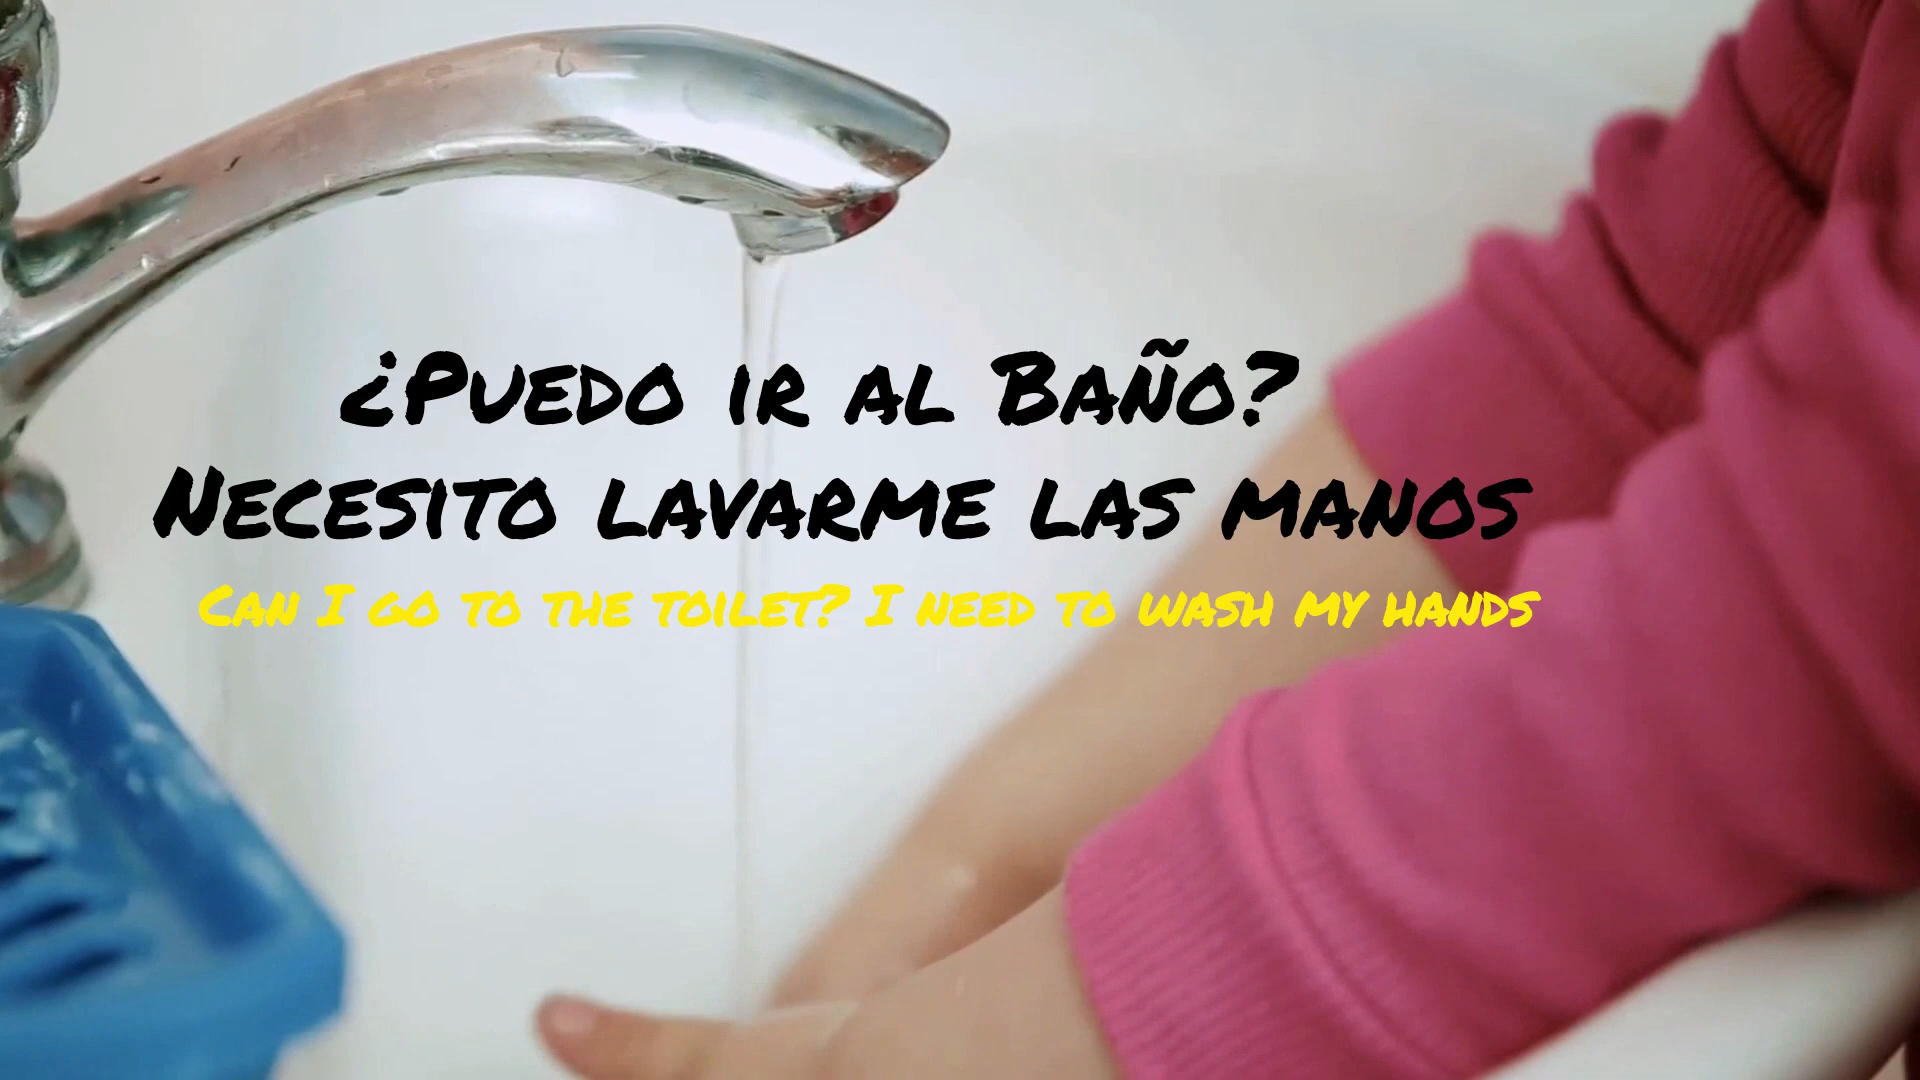 ¿Puedo ir al Baño?
Necesito lavarme las manos
Can I go to the toilet? I need to wash my hands